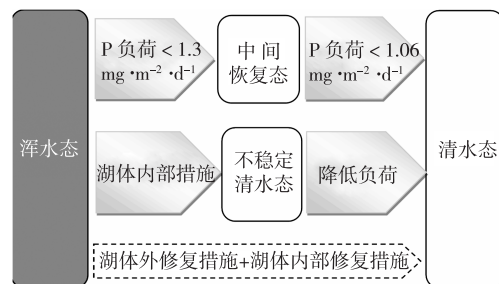 浑水态
P 负荷<1.3
mg·m⁻²·d⁻¹
中 间
恢复态
P 负荷<1.06
mg·m⁻²·d⁻¹
湖体内部措施
不稳定
清水态
降低负荷
清水态
湖体外修复措施+湖体内部修复措施